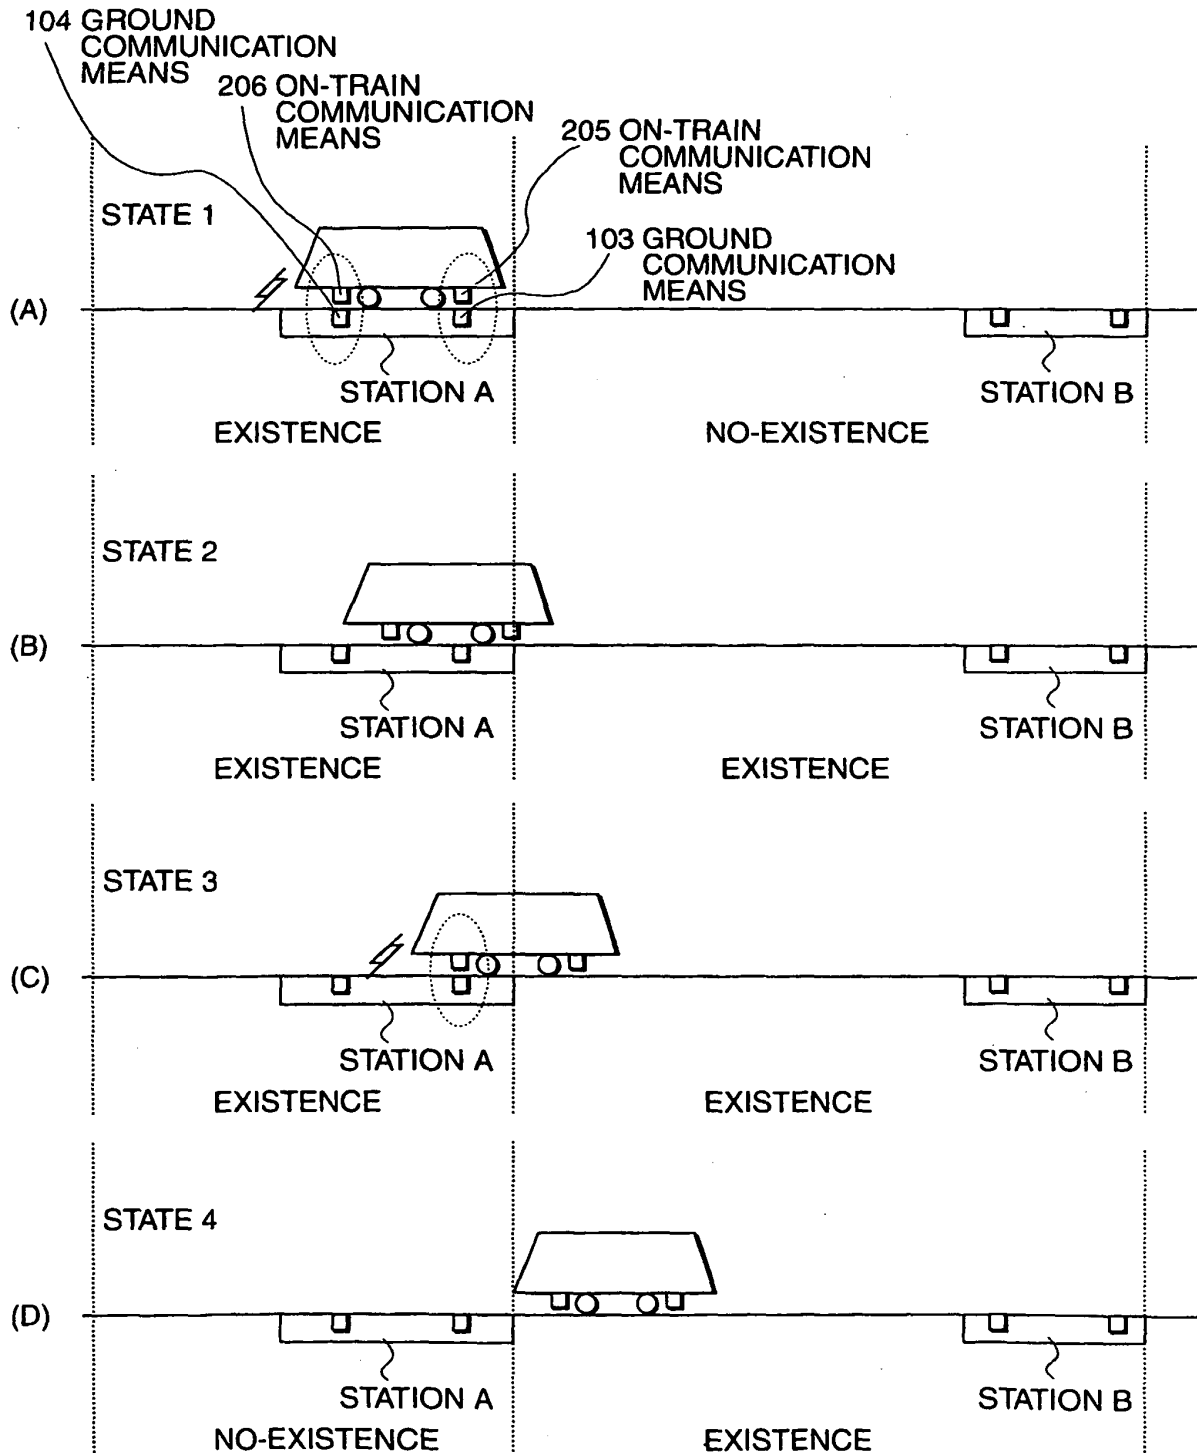 104 GROUND
COMMUNICATION
MEANS
206 ON-TRAIN
COMMUNICATION
MEANS
205 ON-TRAIN
COMMUNICATION
MEANS
STATE 1
103 GROUND
COMMUNICATION
MEANS
(A)
STATION A
STATION B
EXISTENCE
NO-EXISTENCE
STATE 2
(B)
STATION A
STATION B
EXISTENCE
EXISTENCE
STATE 3
(C)
STATION A
STATION B
EXISTENCE
EXISTENCE
STATE 4
(D)
STATION A
STATION B
NO-EXISTENCE
EXISTENCE